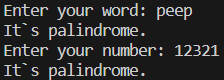 Enter your word: peep
It`s palindrome.
Enter your number: 12321
It`s palindrome.